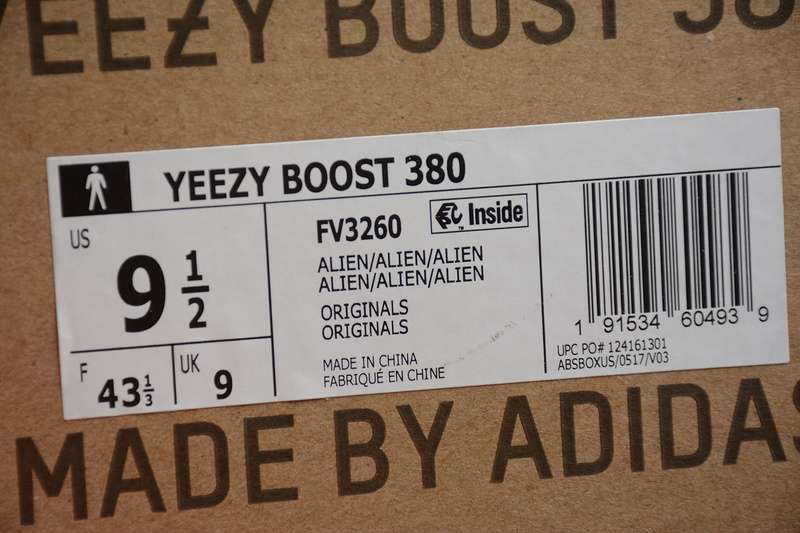 YEEZY BOOST
YEEZY BOOST 380
US
9 1/2
F
43 1/3
UK
9
FV3260
Inside
TM
ALIEN/ALIEN/ALIEN
ALIEN/ALIEN/ALIEN
ORIGINALS
ORIGINALS
MADE IN CHINA
FABRIQUÉ EN CHINE
1 91534 60493 9
UPC PO# 124161301
ABSBOXUS/0517/V03
MADE BY ADIDAS